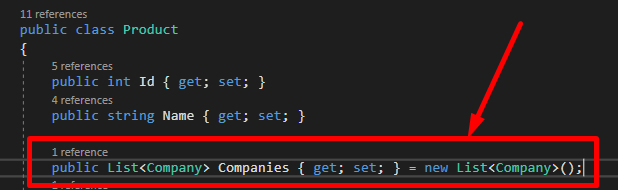 11 references
public class Product
{
5 references
public int Id { get; set; }
4 references
public string Name { get; set; }
1 reference
public List<Company> Companies { get; set; } = new List<Company>();